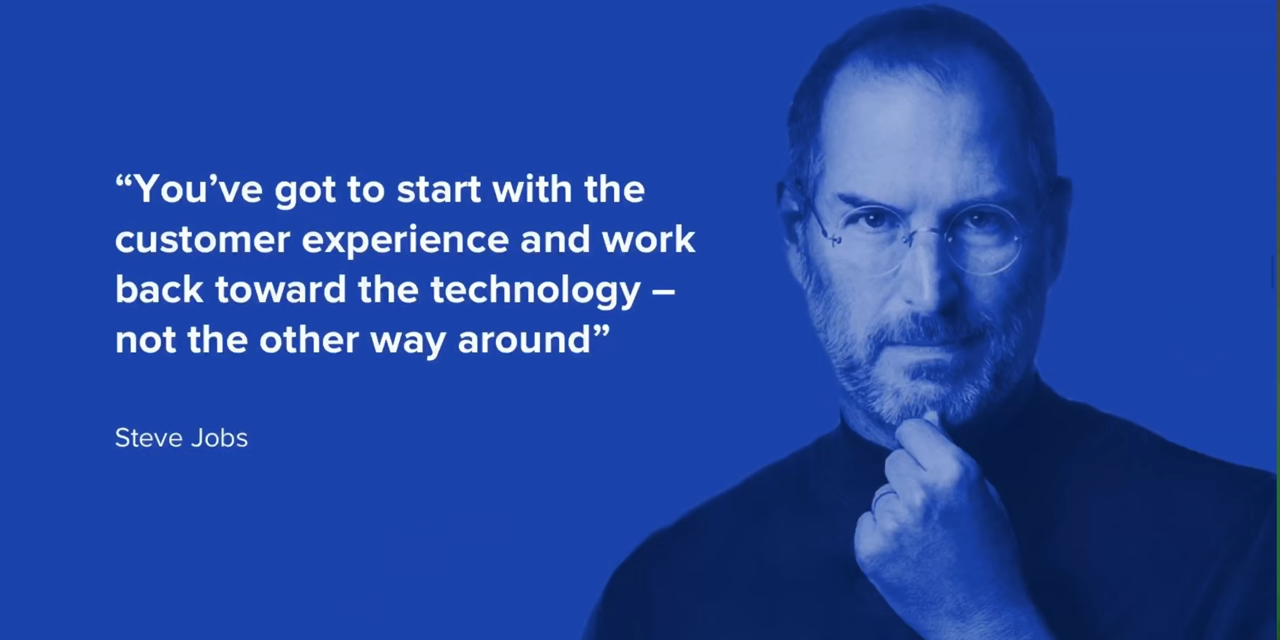 “You’ve got to start with the
customer experience and work
back toward the technology –
not the other way around”
Steve Jobs